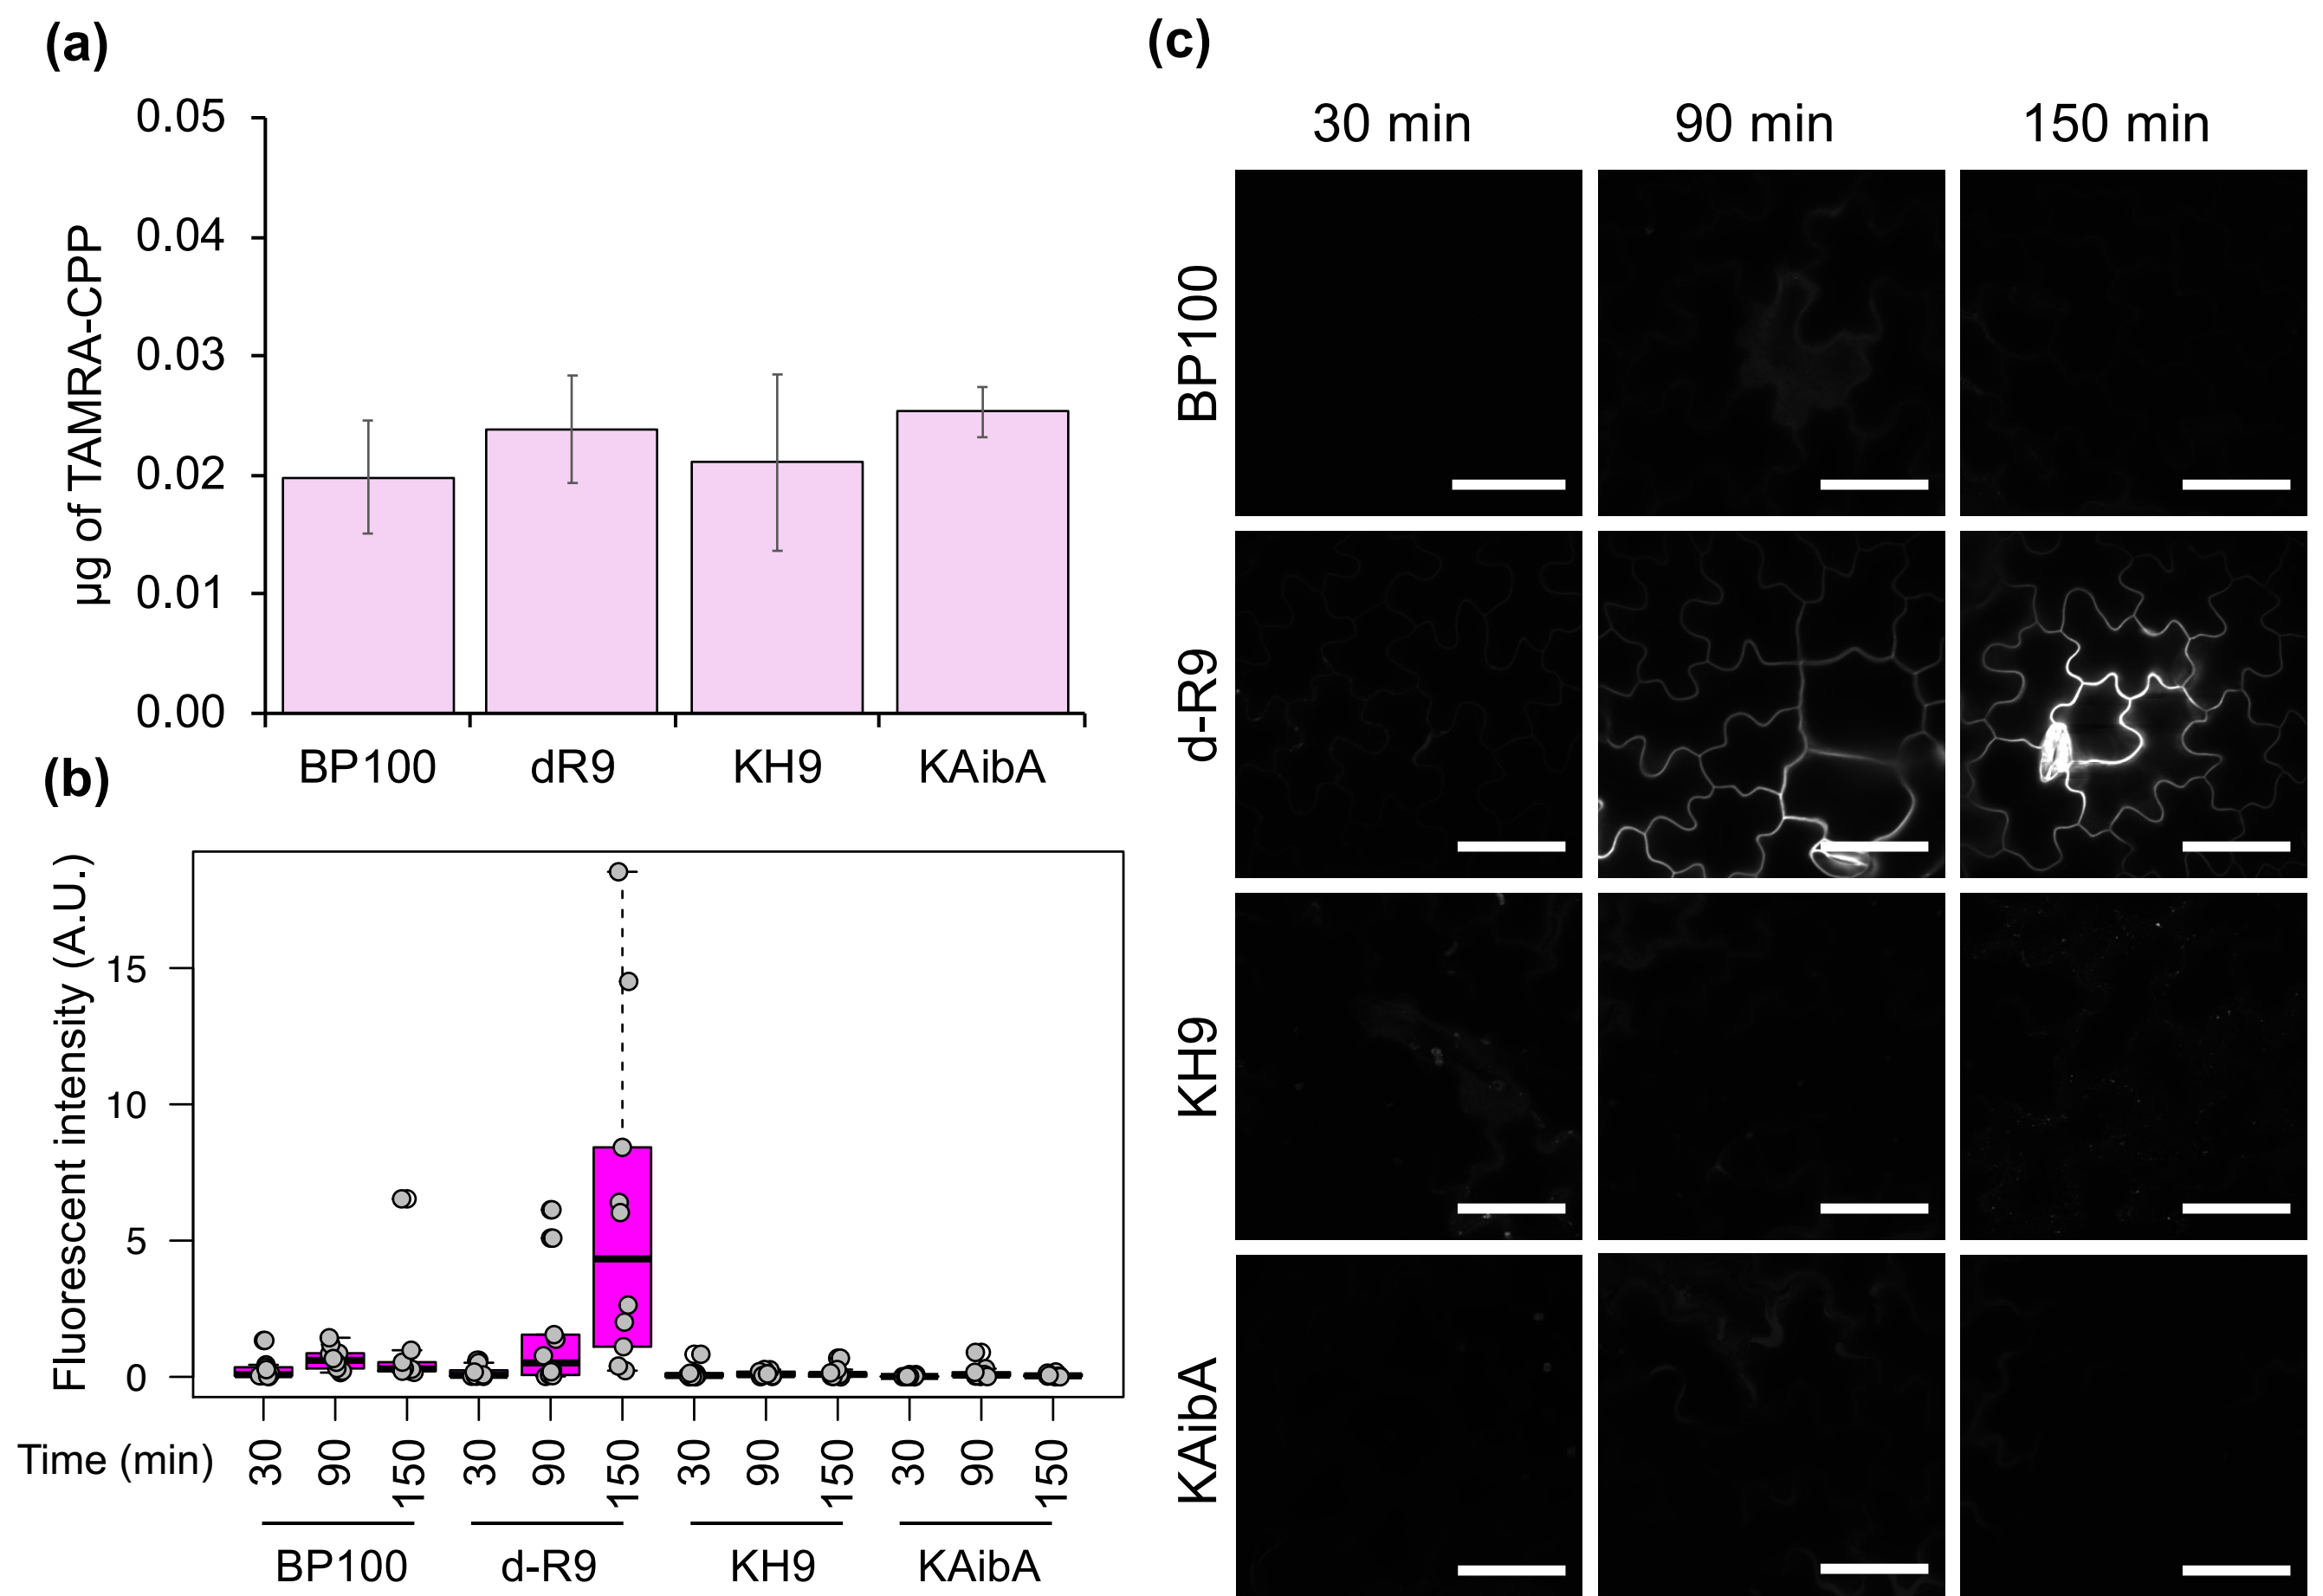 (a)
µg of TAMRA-CPP
0.05
0.04
0.03
0.02
0.01
0.00
BP100 dR9 KH9 KAibA
(b)
Fluorescent intensity (A.U.)
15
10
5
0
Time (min) 30 90 150 30 90 150 30 90 150 30 90 150
BP100 d-R9 KH9 KAibA
(c)
30 min 90 min 150 min
BP100
d-R9
KH9
KAibA